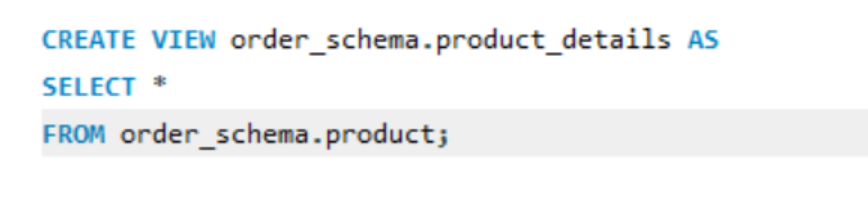 CREATE VIEW order_schema.product_details AS
SELECT *
FROM order_schema.product;